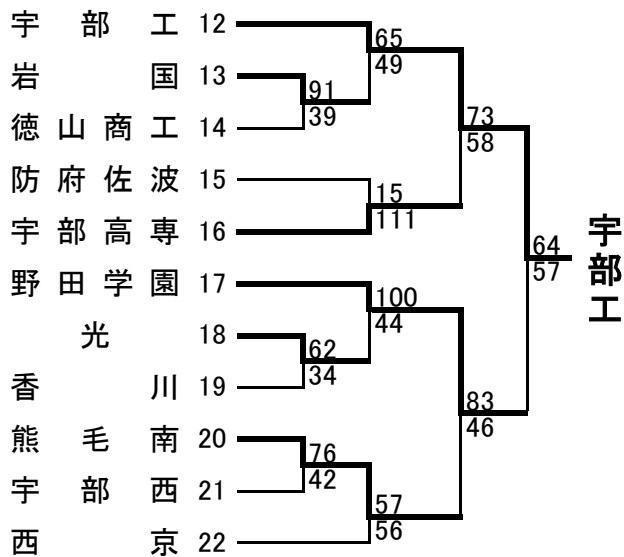 宇部工 12
岩国 13
徳山商工 14
防府佐波 15
宇部高専 16
野田学園 17
光 18
香川 19
熊毛南 20
宇部西 21
西京 22
65
49
91
39
73
58
15
111
64
57
100
44
62
34
83
46
76
42
57
56
宇部工